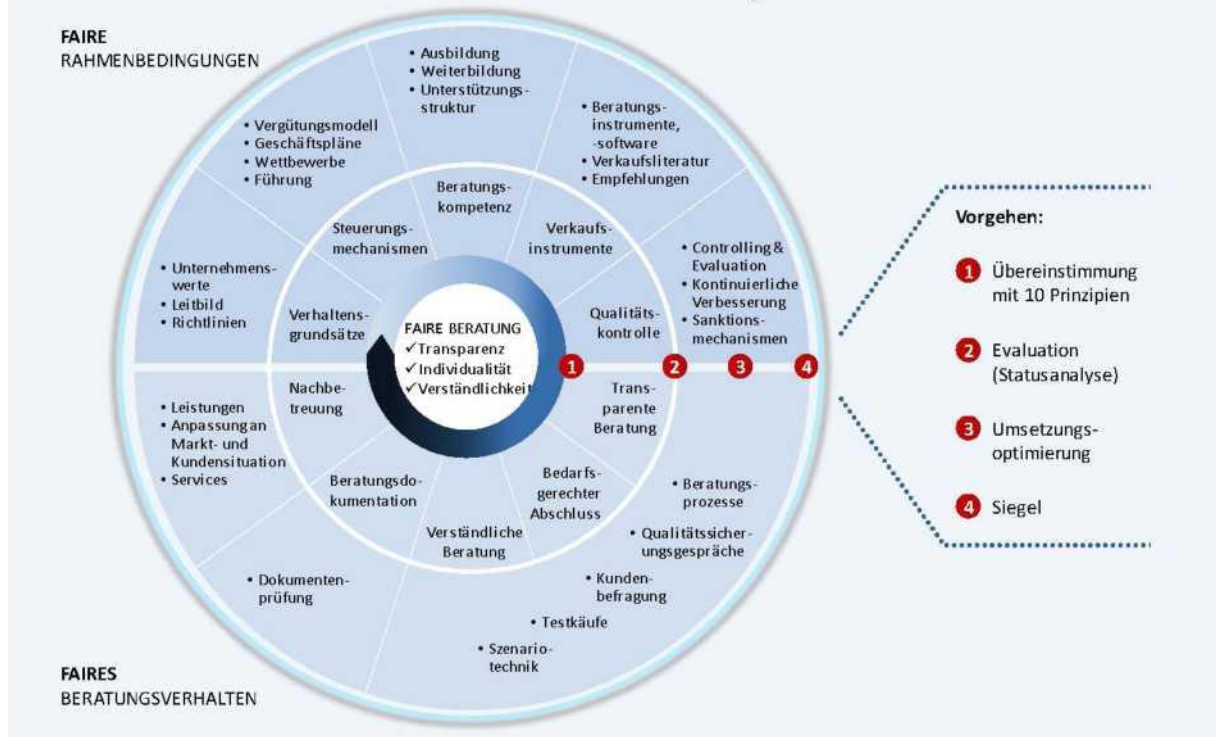 FAIRE
RAHMENBEDINGUNGEN
• Ausbildung
• Weiterbildung
• Unterstützungs-
struktur
• Vergütungsmodell
• Geschäftspläne
• Wettbewerbe
• Führung
• Beratungs-
instrumente,
-software
• Verkaufsliteratur
• Empfehlungen
Beratungs-
kompetenz
Steuerungs-
mechanismen
Verkaufs-
instrumente
• Unternehmens-
werte
• Leitbild
• Richtlinien
Verhaltens-
grundsätze
Qualitäts-
kontrolle
• Controlling &
Evaluation
• Kontinuierliche
Verbesserung
• Sanktions-
mechanismen
FAIRE BERATUNG
✓Transparenz
✓Individualität
✓Verständlichkeit
1 2 3 4
Nachbe-
treuung
Trans-
parente
Beratung
• Leistungen
• Anpassung an
Markt- und
Kundensituation
• Services
Beratungsdo-
kumentation
Verständliche
Beratung
Bedarfs-
gerechter
Abschluss
• Beratungs-
prozesse
• Qualitätssicher-
ungsgespräche
• Kunden-
befragung
• Testkäufe
• Szenario-
technik
• Dokumenten-
prüfung
FAIRES
BERATUNGSVERHALTEN
Vorgehen:
1 Übereinstimmung
mit 10 Prinzipien
2 Evaluation
(Statusanalyse)
3 Umsetzungs-
optimierung
4 Siegel